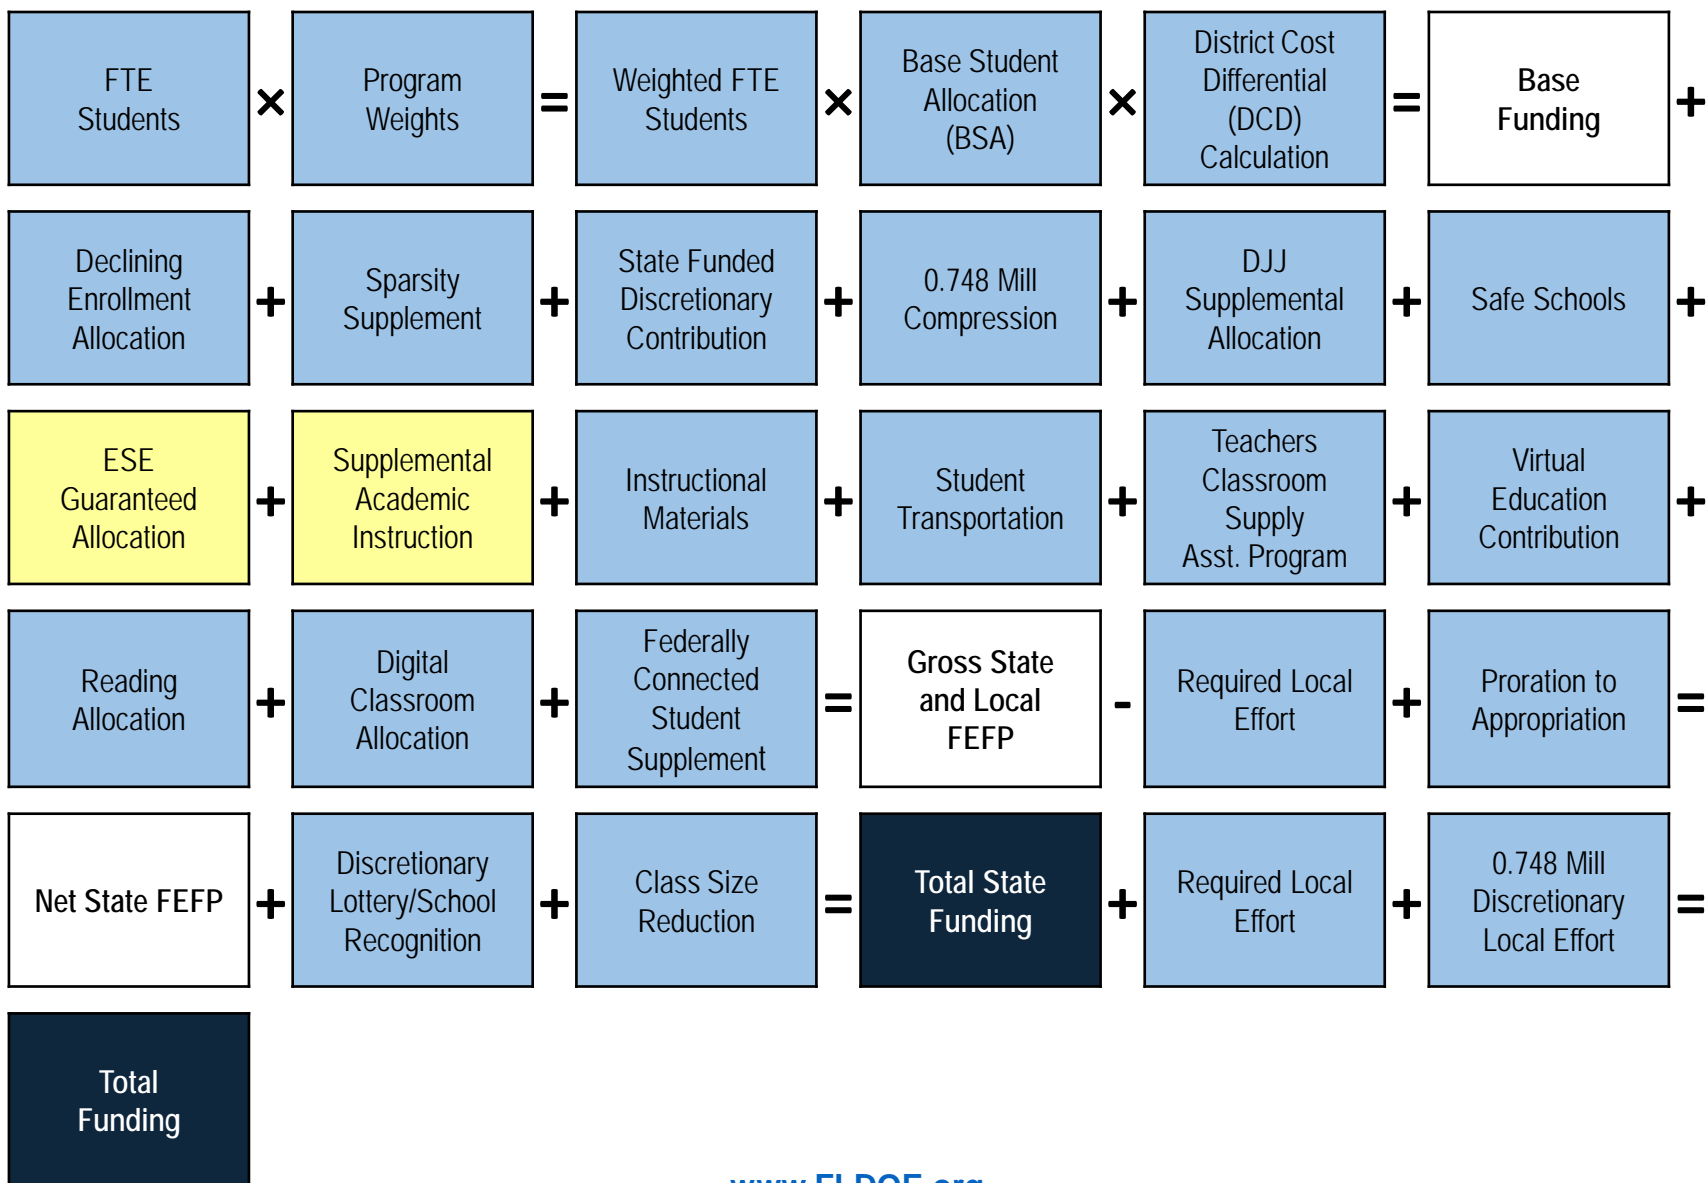 FTE
Students
×
Program
Weights
=
Weighted FTE
Students
×
Base Student
Allocation
(BSA)
×
District Cost
Differential
(DCD)
Calculation
=
Base
Funding
+
Declining
Enrollment
Allocation
+
Sparsity
Supplement
+
State Funded
Discretionary
Contribution
+
0.748 Mill
Compression
+
DJJ
Supplemental
Allocation
+
Safe Schools
+
ESE
Guaranteed
Allocation
+
Supplemental
Academic
Instruction
+
Instructional
Materials
+
Student
Transportation
+
Teachers
Classroom
Supply
Asst. Program
+
Virtual
Education
Contribution
+
Reading
Allocation
+
Digital
Classroom
Allocation
+
Federally
Connected
Student
Supplement
=
Gross State
and Local
FEFP
-
Required Local
Effort
+
Proration to
Appropriation
=
Net State FEFP
+
Discretionary
Lottery/School
Recognition
+
Class Size
Reduction
=
Total State
Funding
+
Required Local
Effort
+
0.748 Mill
Discretionary
Local Effort
=
Total
Funding
www.FLDOE.org